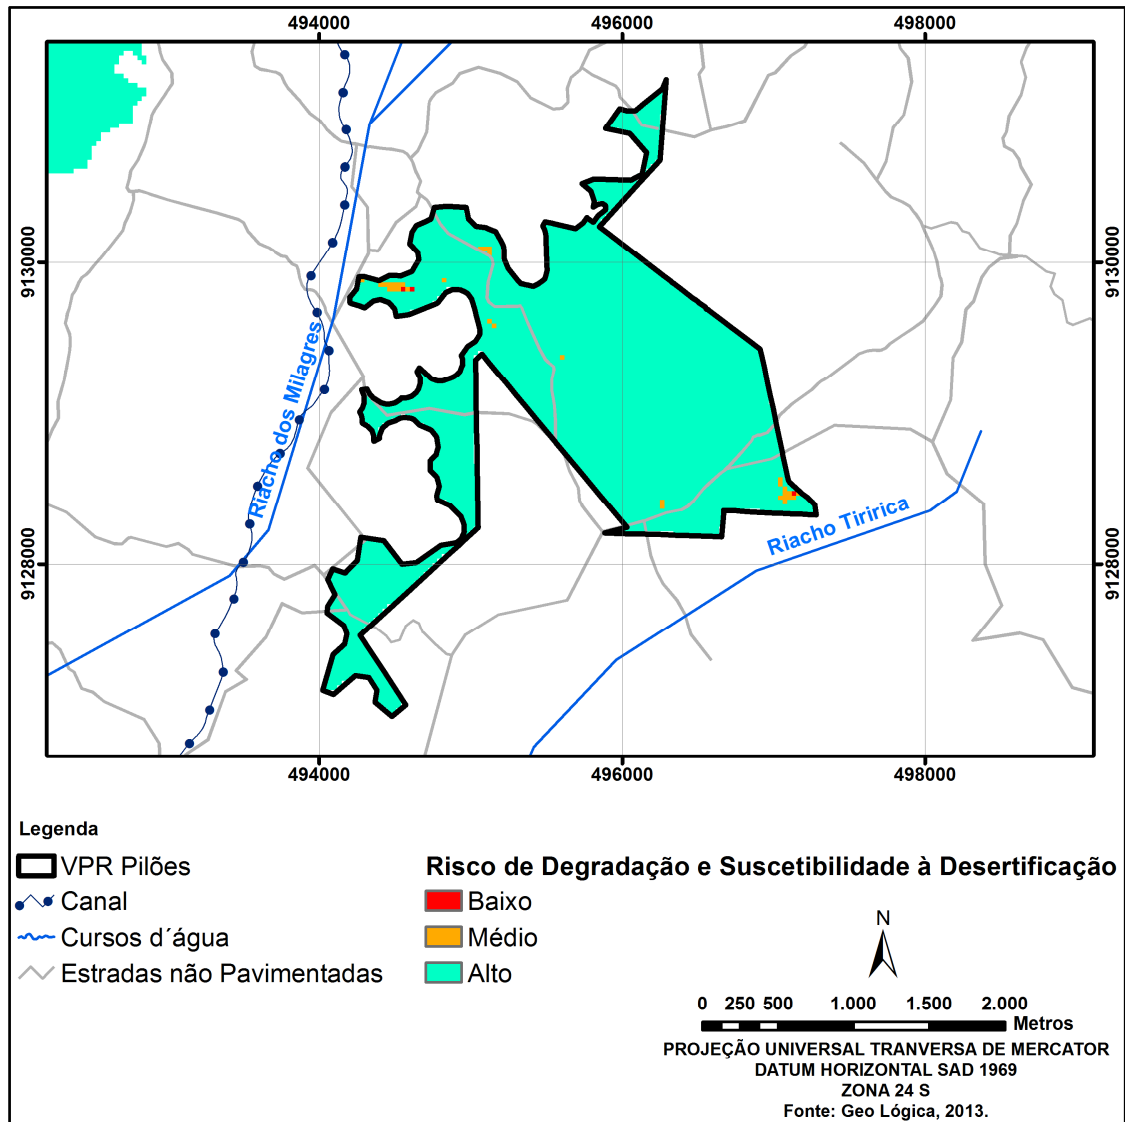 494000 496000 498000
9130000 9130000
Riacho dos Milagres
Riacho Tiririca
9128000 9128000
494000 496000 498000
Legenda
VPR Pilões
Canal
Cursos d´água
Estradas não Pavimentadas
Risco de Degradação e Suscetibilidade à Desertificação
Baixo
Médio
Alto
N
0 250 500 1.000 1.500 2.000
Metros
PROJEÇÃO UNIVERSAL TRANVERSA DE MERCATOR
DATUM HORIZONTAL SAD 1969
ZONA 24 S
Fonte: Geo Lógica, 2013.